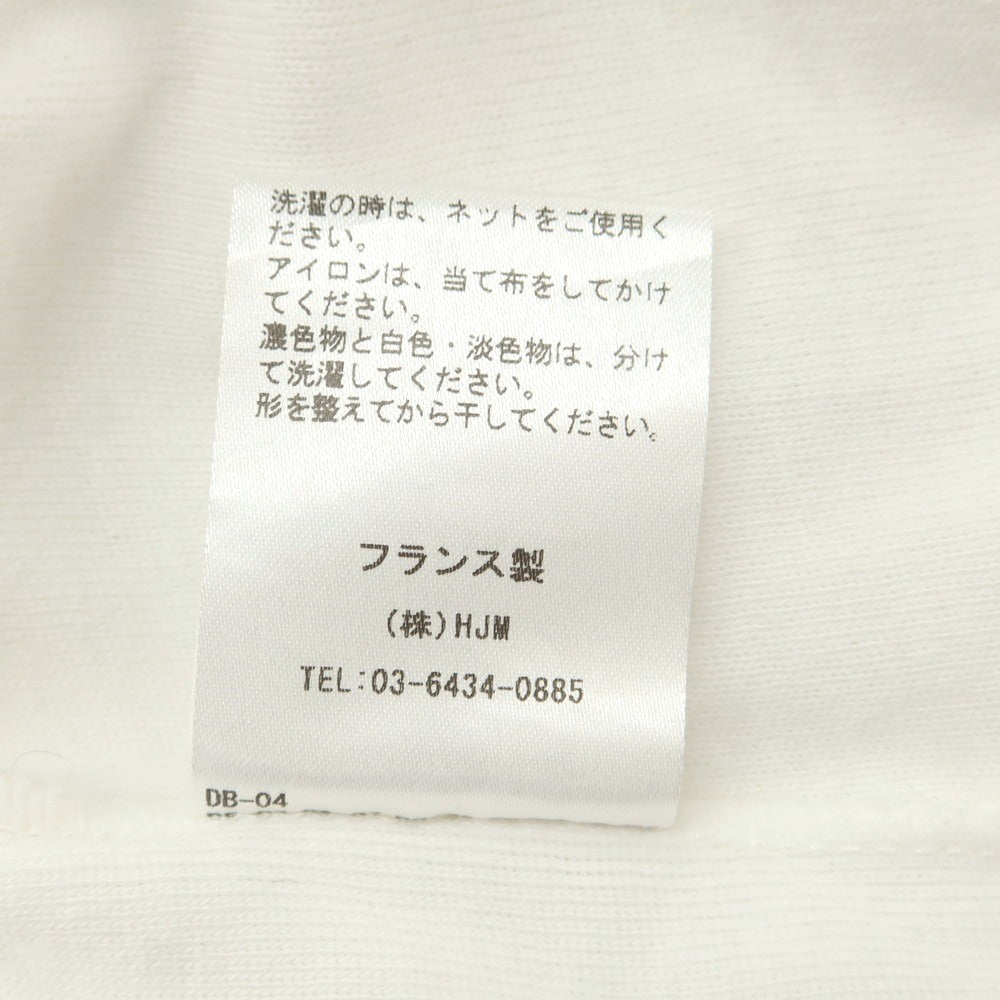 洗濯の時は、ネットをご使用く
ださい。
アイロンは、当て布をしてかけ
てください。
濃色物と白色・淡色物は、分け
て洗濯してください。
形を整えてから干してください。
フランス製
(株)HJM
TEL:03-6434-0885
DB-04